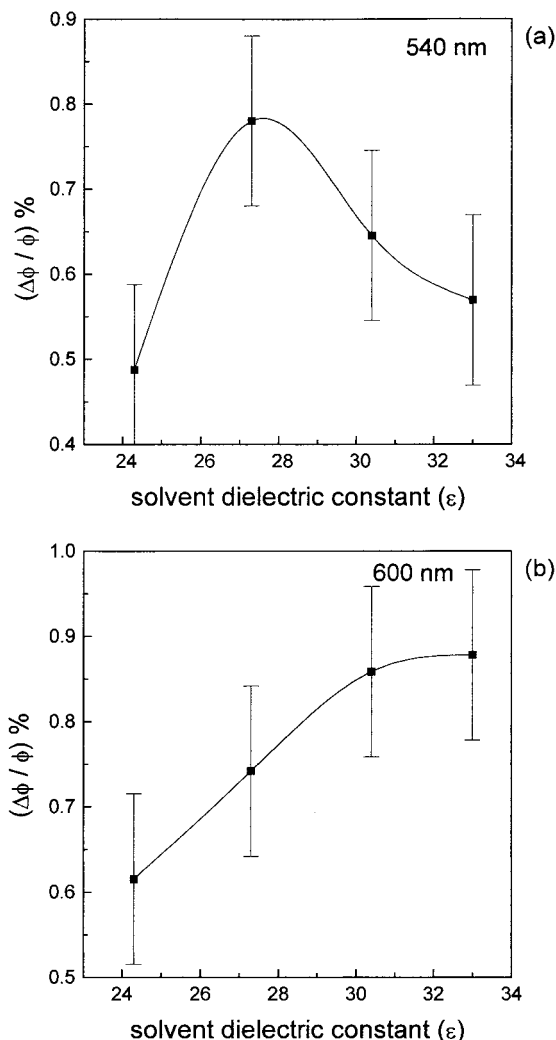 (a)
540 nm
0.9
0.8
0.7
0.6
0.5
0.4
(Δϕ / ϕ) %
24 26 28 30 32 34
solvent dielectric constant (ε)
(b)
600 nm
1.0
0.9
0.8
0.7
0.6
0.5
(Δϕ / ϕ) %
24 26 28 30 32 34
solvent dielectric constant (ε)